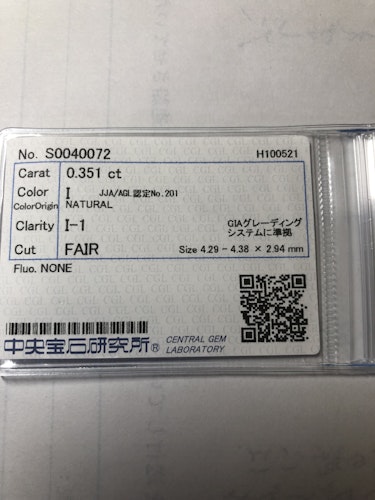 No. S0040072 H100521
Carat 0.351 ct
Color I JJA/AGL認定No.201
ColorOrigin NATURAL
Clarity I-1 GIAグレーディング
システムに準拠
Cut FAIR Size 4.29 - 4.38 × 2.94 mm
Fluo. NONE
中央宝石研究所® CENTRAL GEM
LABORATORY